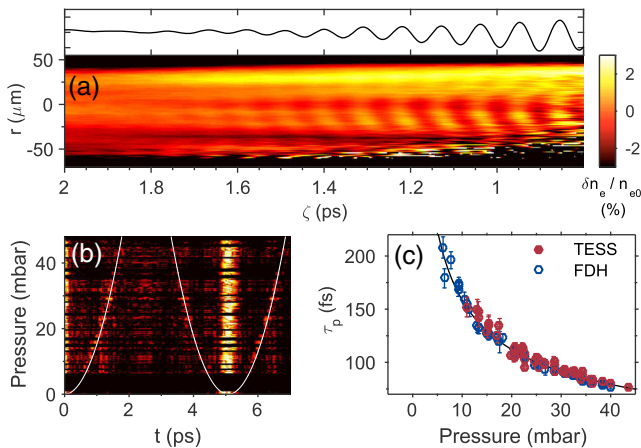 50
0
-50
r (μm)
(a)
2
1.8
1.6
1.4
1.2
1
ζ (ps)
2
0
-2
δn_e / n_e0
(%)
(b)
40
20
0
Pressure (mbar)
0
2
4
6
t (ps)
(c)
TESS
FDH
200
150
100
τ_p (fs)
0
10
20
30
40
Pressure (mbar)